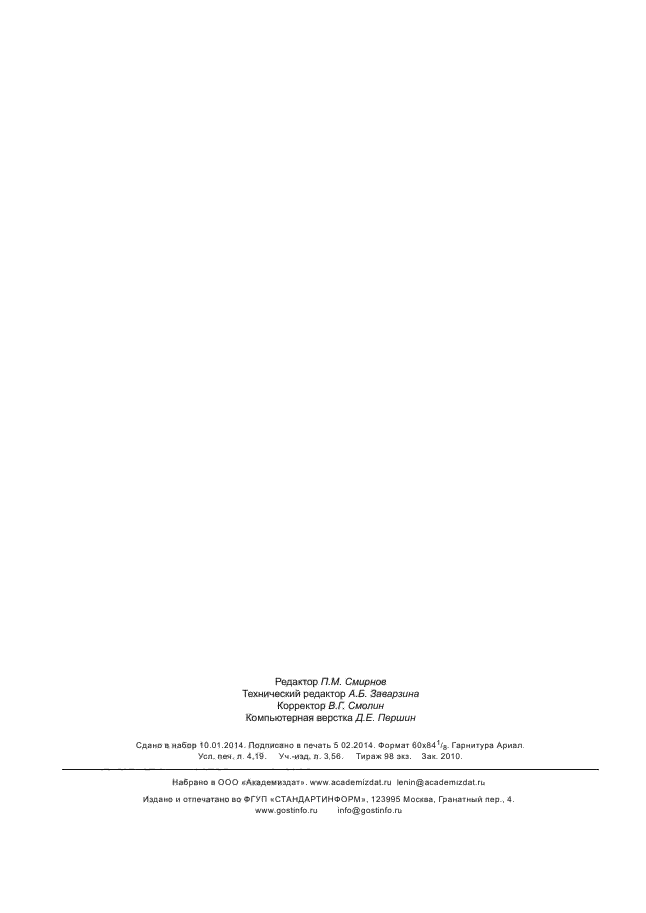 Редактор П.М. Смирнов
Технический редактор А.Б. Заварзина
Корректор В.Г. Смолин
Компьютерная верстка Д.Е. Першин
Сдано в набор 10.01.2014. Подписано в печать 5 02.2014. Формат 60x84 1/8. Гарнитура Ариал.
Усл. печ. л. 4,19. Уч.-изд. л. 3,56. Тираж 98 экз. Зак. 2010.
Набрано в ООО «Академиздат». www.academizdat.ru lenin@academizdat.ru
Издано и отпечатано во ФГУП «СТАНДАРТИНФОРМ», 123995 Москва, Гранатный пер., 4.
www.gostinfo.ru info@gostinfo.ru